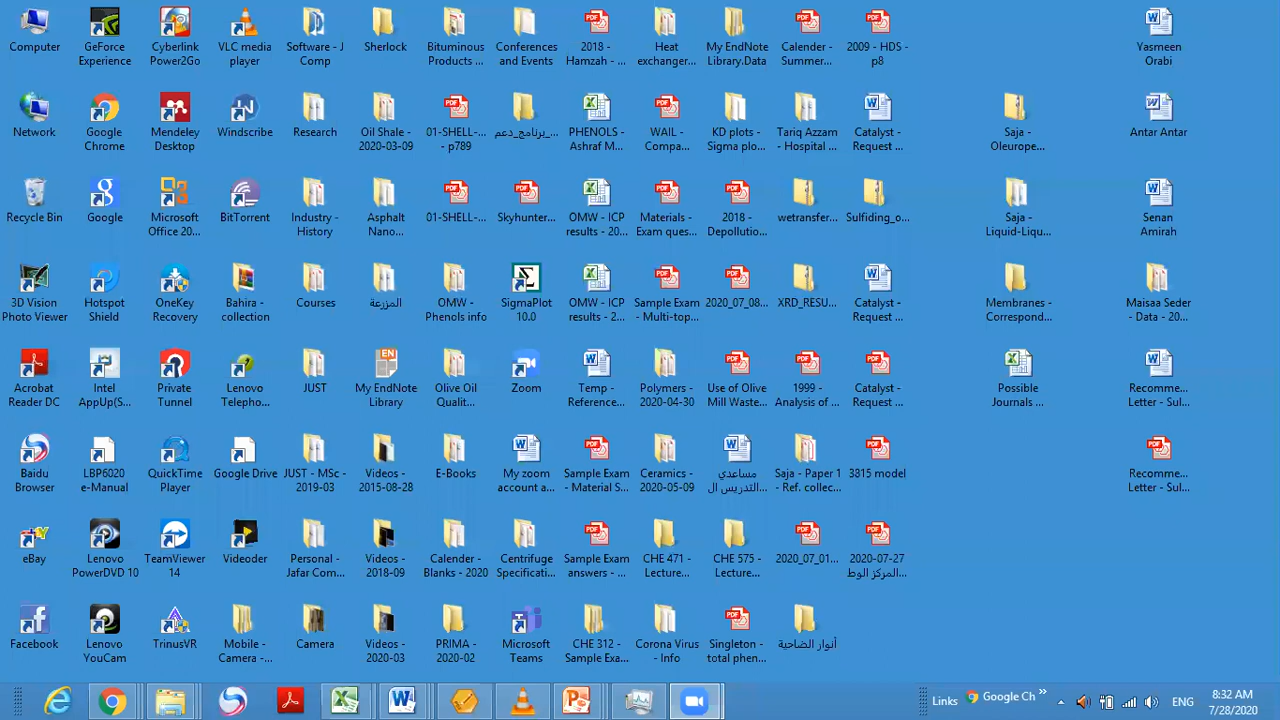 Computer
GeForce
Experience
Cyberlink
Power2Go
VLC media
player
Software - J
Comp
Sherlock
Bituminous
Products ...
Conferences
and Events
2018 -
Hamzah - ...
Heat
exchanger...
My EndNote
Library.Data
Calender -
Summer...
2009 - HDS -
p8
Yasmeen
Orabi
Network
Google
Chrome
Mendeley
Desktop
Windscribe
Research
Oil Shale -
2020-03-09
01-SHELL-...
- p789
برنامج_دعم_...
PHENOLS -
Ashraf M...
WAIL -
Compa...
KD plots -
Sigma plo...
Tariq Azzam
- Hospital ...
Catalyst -
Request ...
Saja -
Oleurope...
Antar Antar
Recycle Bin
Google
Microsoft
Office 20...
BitTorrent
Industry -
History
Asphalt
Nano...
01-SHELL-...
Skyhunter...
OMW - ICP
results - 20...
Materials -
Exam ques...
2018 -
Depollutio...
wetransfer...
Sulfiding_o...
Saja -
Liquid-Liqu...
Senan
Amirah
3D Vision
Photo Viewer
Hotspot
Shield
OneKey
Recovery
Bahira -
collection
Courses
المزرعة
OMW -
Phenols info
SigmaPlot
10.0
OMW - ICP
results - 2...
Sample Exam
- Multi-top...
2020_07_08...
XRD_RESU...
Catalyst -
Request ...
Membranes -
Correspond...
Maisaa Seder
- Data - 20...
Acrobat
Reader DC
Intel
AppUp(S...
Private
Tunnel
Lenovo
Telepho...
JUST
EN
My EndNote
Library
Olive Oil
Qualit...
Zoom
Temp -
Reference...
Polymers -
2020-04-30
Use of Olive
Mill Waste...
1999 -
Analysis of ...
Catalyst -
Request ...
Possible
Journals ...
Recomme...
Letter - Sul...
Baidu
Browser
LBP6020
e-Manual
QuickTime
Player
Google Drive
JUST - MSc -
2019-03
Videos -
2015-08-28
E-Books
My zoom
account a...
Sample Exam
- Material S...
Ceramics -
2020-05-09
مساعدي
التدريس ال...
Saja - Paper 1
- Ref. collec...
3815 model
Recomme...
Letter - Sul...
eBay
Lenovo
PowerDVD 10
TeamViewer
14
Videoder
Personal -
Jafar Com...
Videos -
2018-09
Calender
Blanks - 2020
Centrifuge
Specificati...
Sample Exam
answers - ...
CHE 471 -
Lecture...
CHE 575 -
Lecture...
2020_07_01...
2020-07-27
المركز الوط...
Facebook
Lenovo
YouCam
TrinusVR
Mobile -
Camera -...
Camera
Videos -
2020-03
PRIMA -
2020-02
Microsoft
Teams
CHE 312 -
Sample Exa...
Corona Virus
- Info
Singleton -
total phen...
أنوار الضاحية
Links
Google Ch
ENG
8:32 AM
7/28/2020